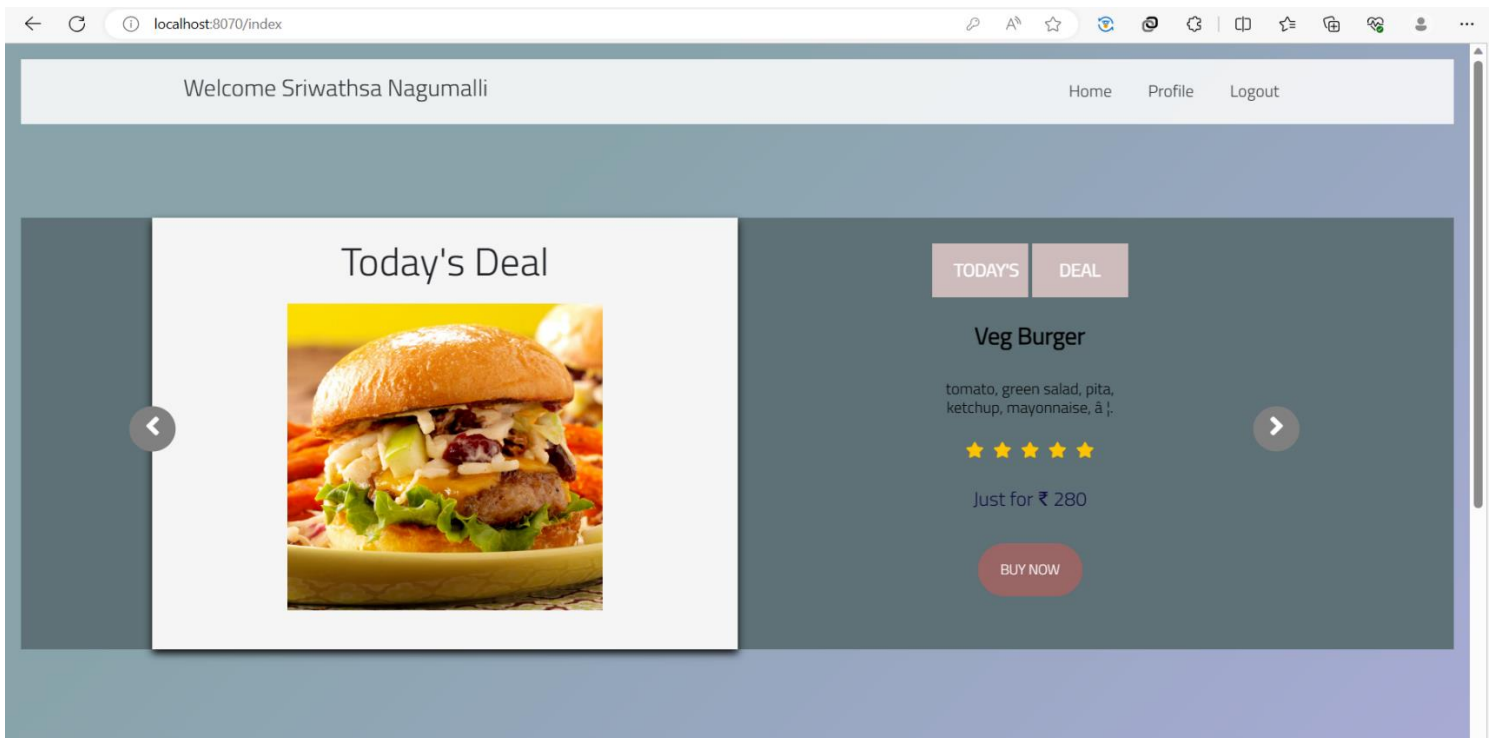 localhost:8070/index
Welcome Sriwathsa Nagumalli
Home Profile Logout
Today's Deal
TODAY'S DEAL
Veg Burger
tomato, green salad, pita,
ketchup, mayonnaise, â ¦.
Just for ₹ 280
BUY NOW